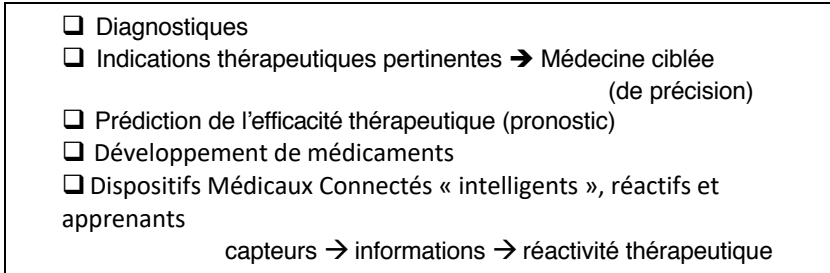 ❑ Diagnostiques
❑ Indications thérapeutiques pertinentes ➔ Médecine ciblée
(de précision)
❑ Prédiction de l’efficacité thérapeutique (pronostic)
❑ Développement de médicaments
❑ Dispositifs Médicaux Connectés « intelligents », réactifs et
apprenants
capteurs → informations → réactivité thérapeutique